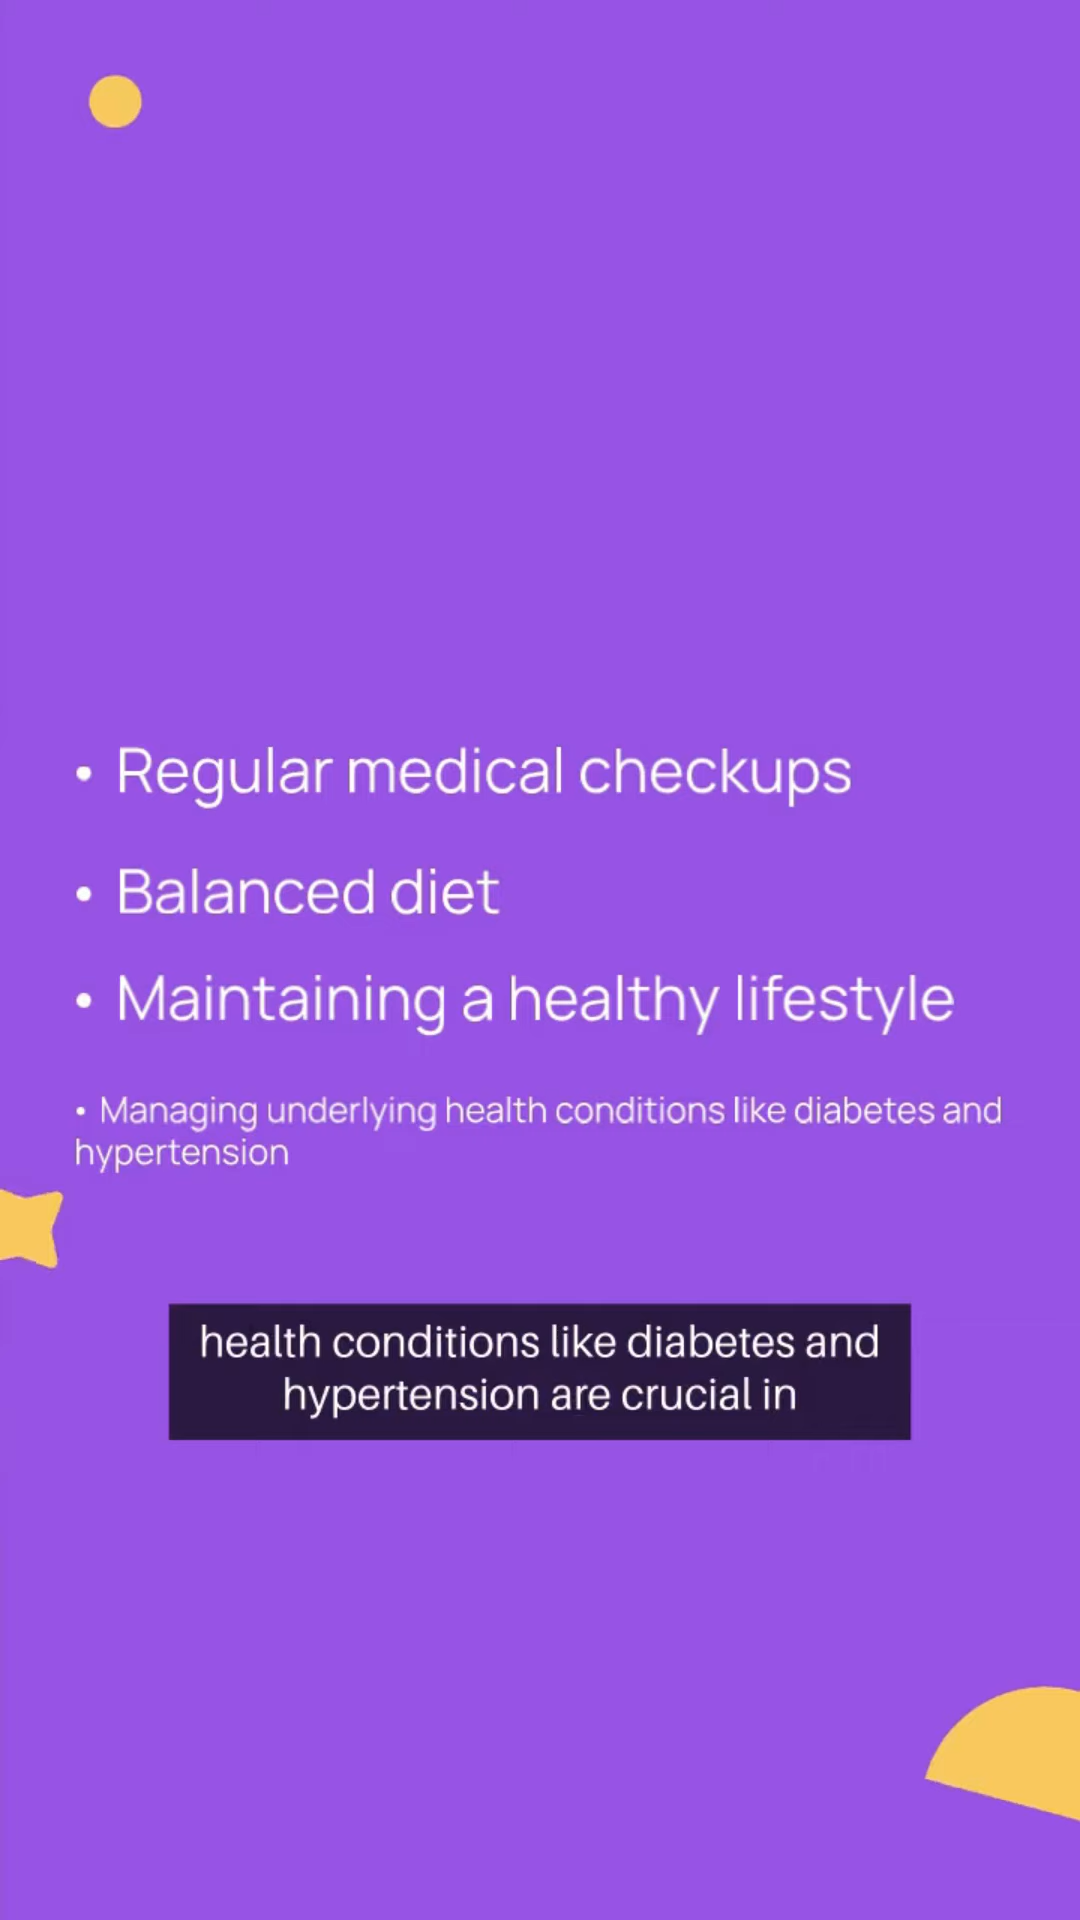 • Regular medical checkups
• Balanced diet
• Maintaining a healthy lifestyle
• Managing underlying health conditions like diabetes and
hypertension
health conditions like diabetes and
hypertension are crucial in